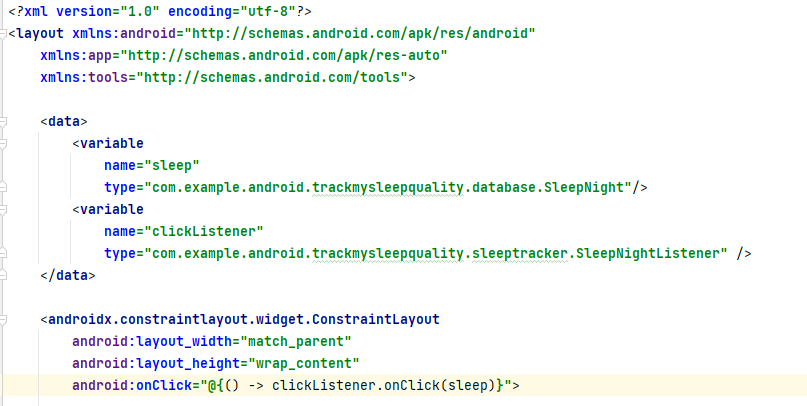 <?xml version="1.0" encoding="utf-8"?>
<layout xmlns:android="http://schemas.android.com/apk/res/android"
    xmlns:app="http://schemas.android.com/apk/res-auto"
    xmlns:tools="http://schemas.android.com/tools">

    <data>
        <variable
            name="sleep"
            type="com.example.android.trackmysleepquality.database.SleepNight"/>
        <variable
            name="clickListener"
            type="com.example.android.trackmysleepquality.sleeptracker.SleepNightListener" />
    </data>

    <androidx.constraintlayout.widget.ConstraintLayout
        android:layout_width="match_parent"
        android:layout_height="wrap_content"
        android:onClick="@{() -> clickListener.onClick(sleep)}">